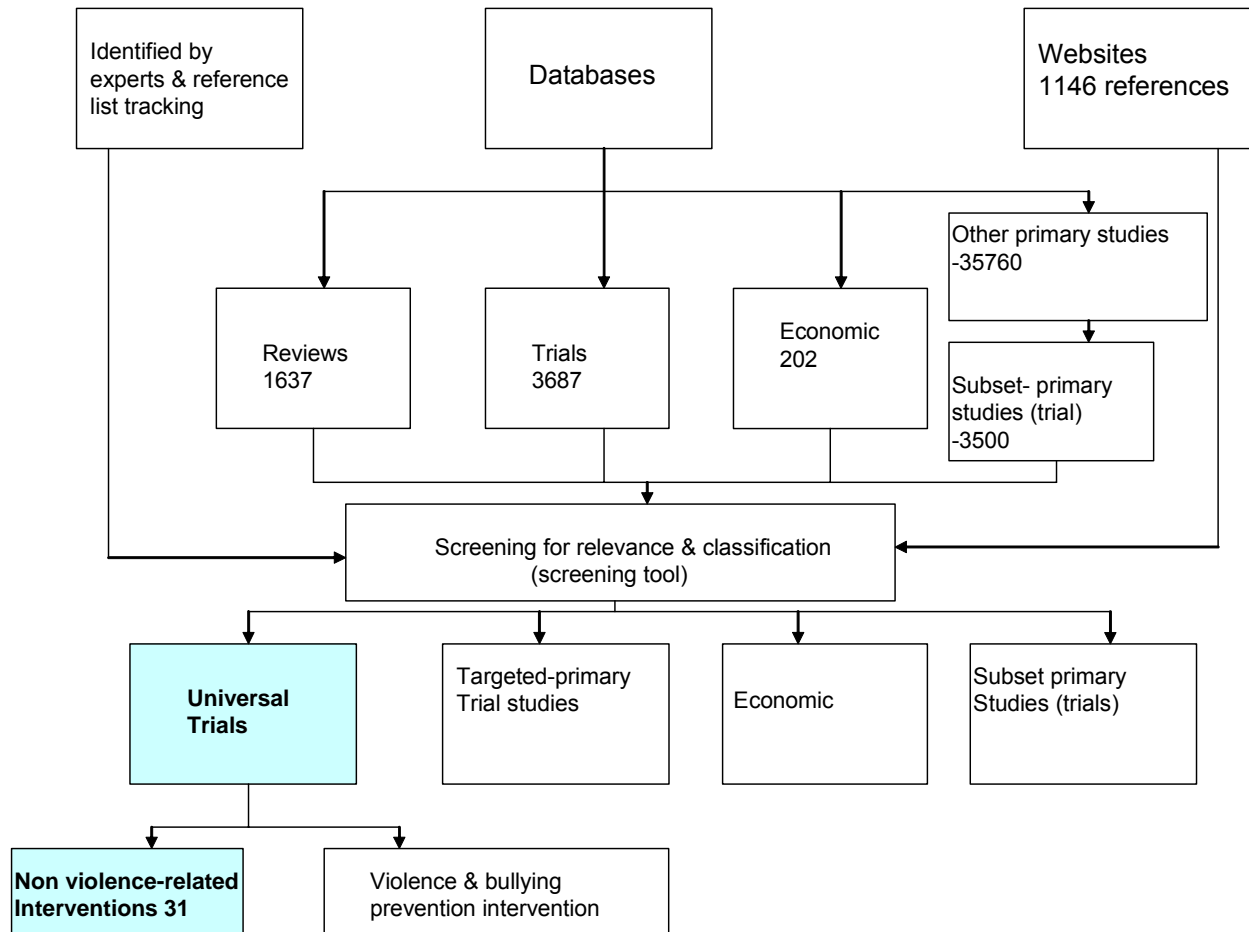 Identified by
experts & reference
list tracking
Databases
Websites
1146 references
Other primary studies
-35760
Reviews
1637
Trials
3687
Economic
202
Subset- primary
studies (trial)
-3500
Screening for relevance & classification
(screening tool)
Universal
Trials
Targeted-primary
Trial studies
Economic
Subset primary
Studies (trials)
Non violence-related
Interventions 31
Violence & bullying
prevention intervention